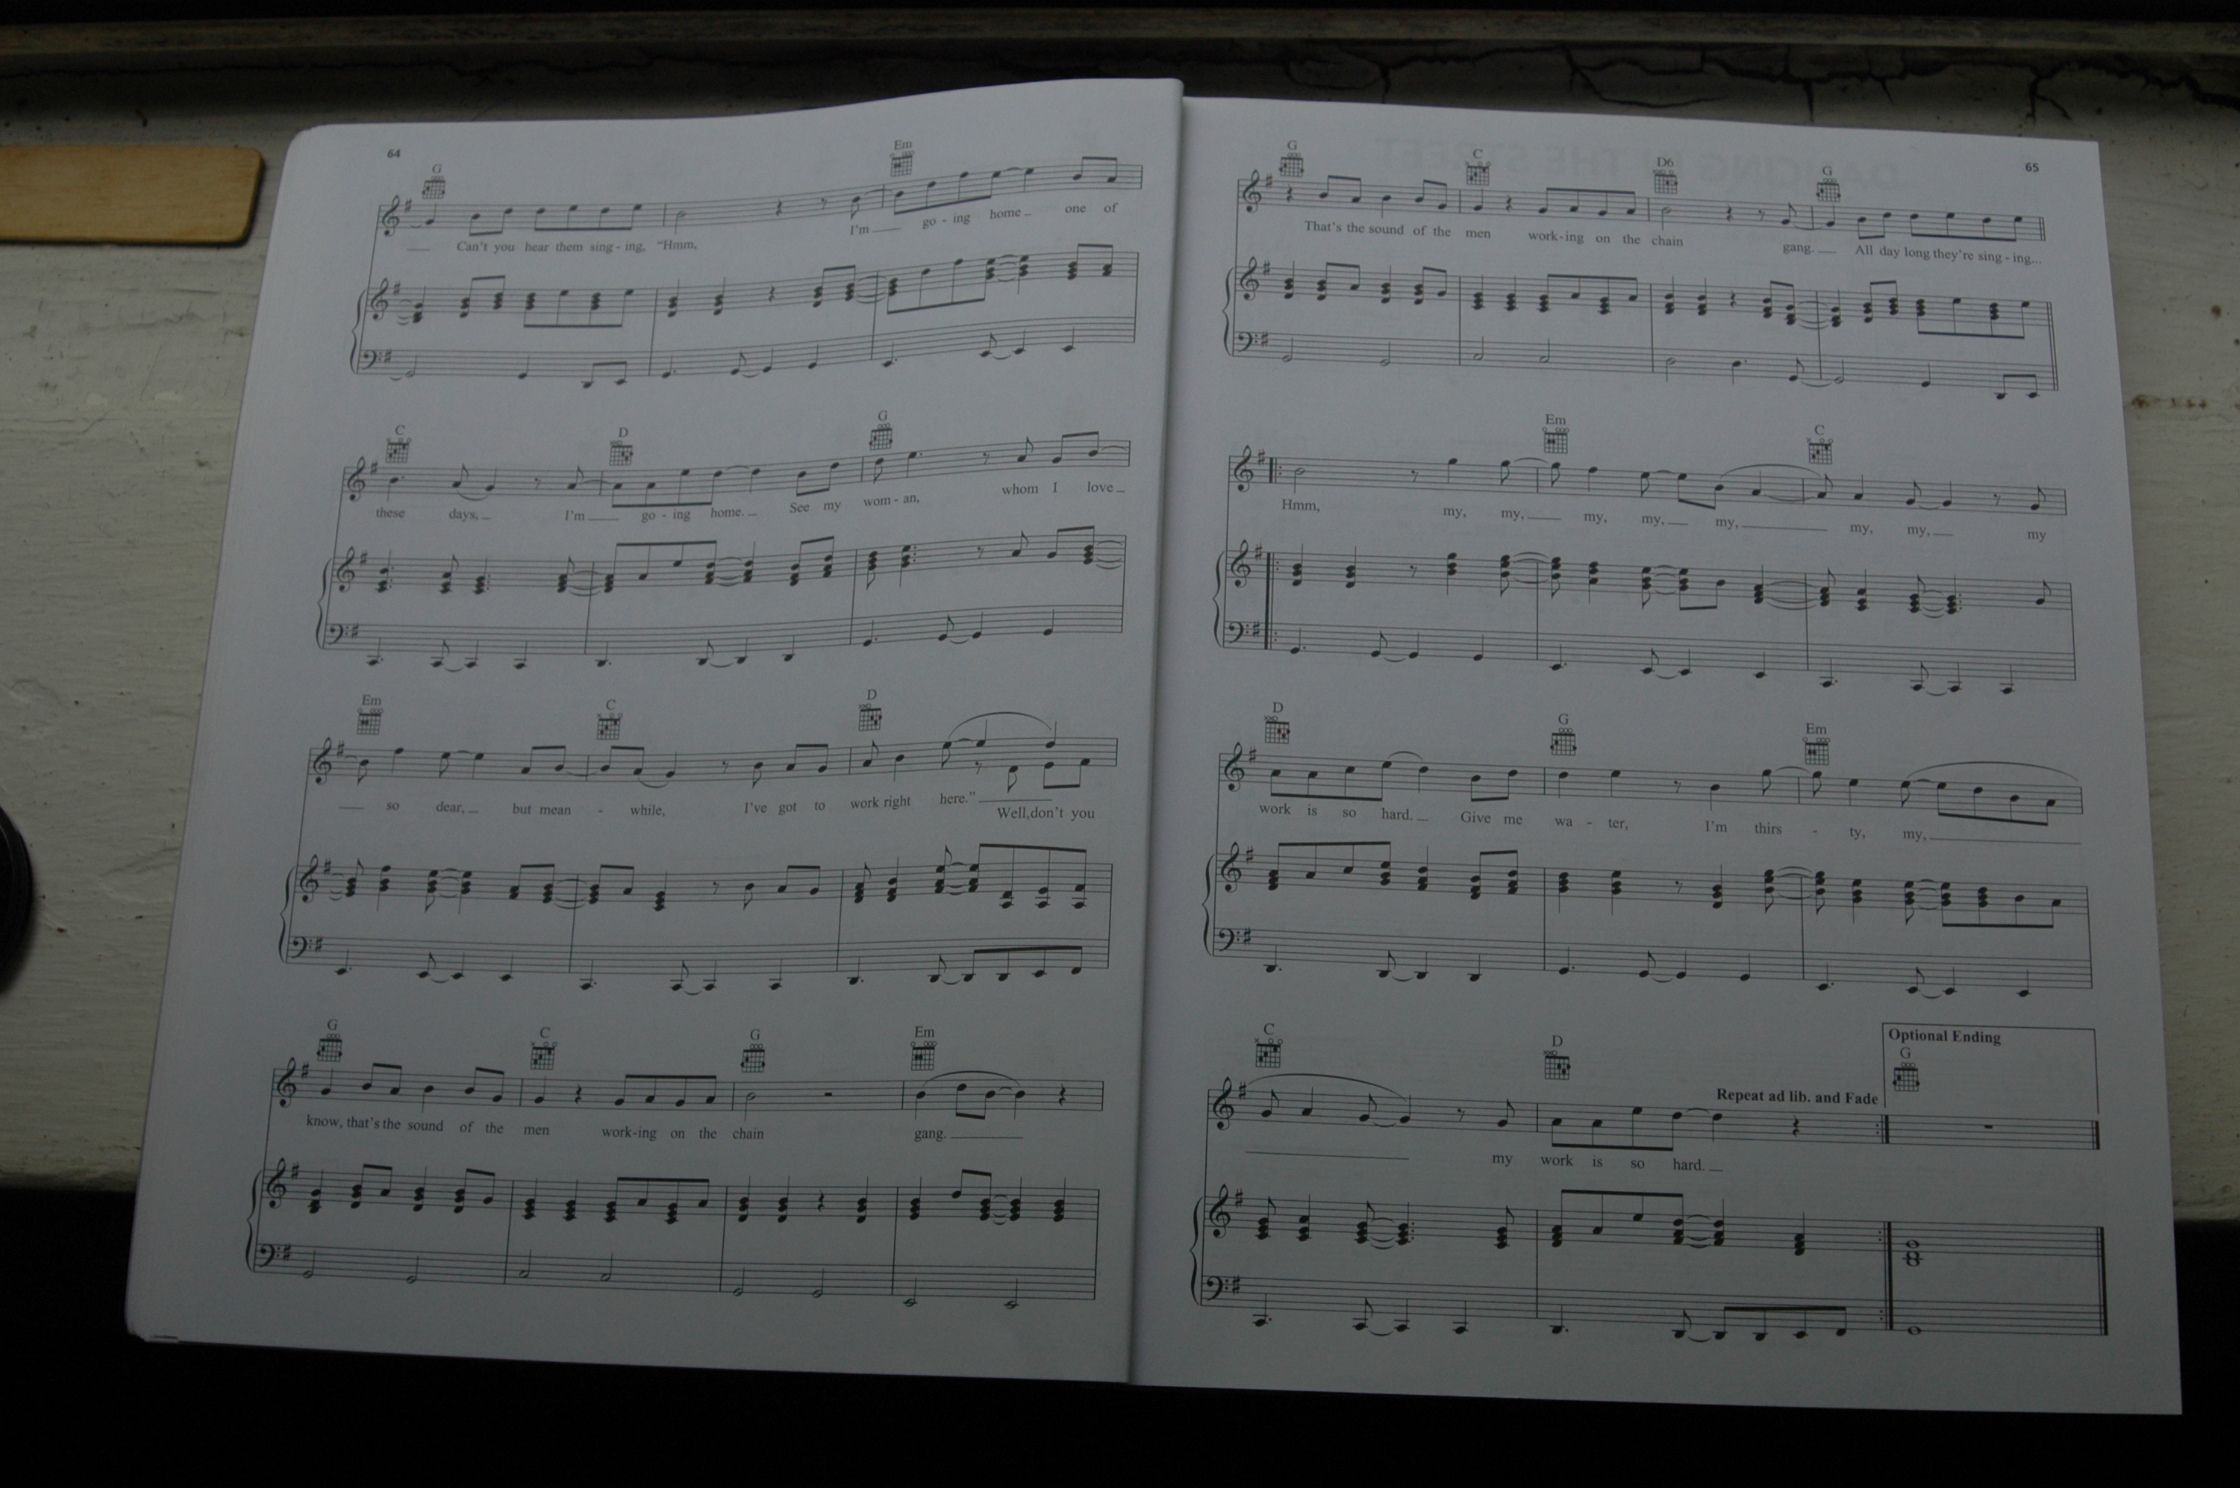 64
G Em
Can't you hear them sing - ing, "Hmm, I'm go - ing home one of
C D G
these days, I'm go - ing home. See my wom - an, whom I love
Em C D
so dear, but mean - while, I've got to work right here." Well, don't you
G C G Em
know, that's the sound of the men work-ing on the chain gang.
65
G C D6 G
That's the sound of the men work-ing on the chain gang. All day long they're sing - ing...
Em C
Hmm, my, my, my, my, my, my, my, my
D G Em
work is so hard. Give me wa - ter, I'm thirs - ty, my,
Repeat ad lib. and Fade Optional Ending
C D G
my work is so hard.